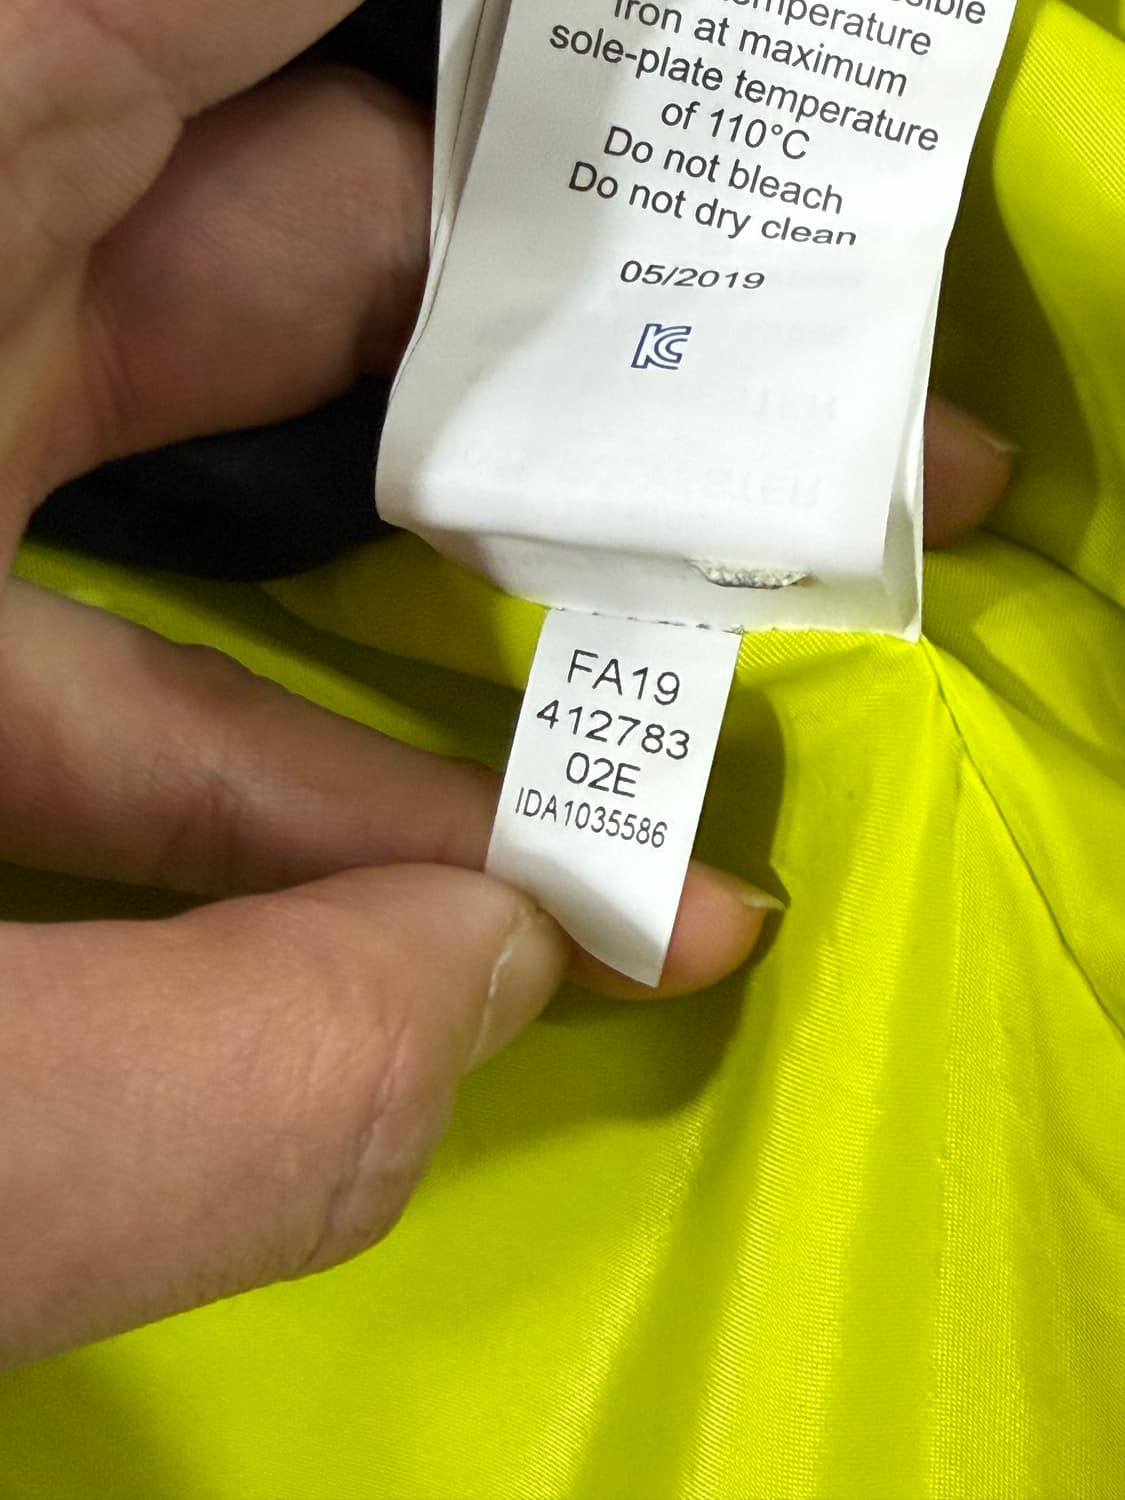 temperature
Iron at maximum
sole-plate temperature
of 110°C
Do not bleach
Do not dry clean
05/2019
KC
FA19
412783
02E
IDA1035586